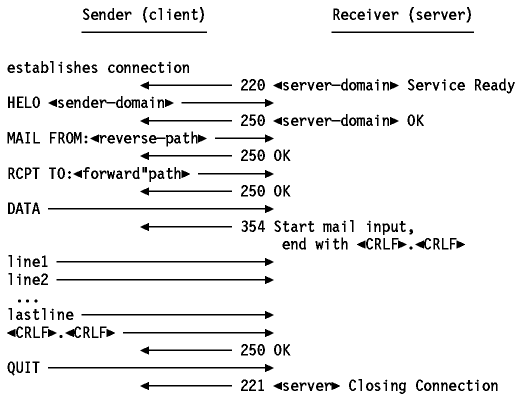 Sender (client) Receiver (server)
establishes connection
220 <server-domain> Service Ready
HELO <sender-domain>
250 <server-domain> OK
MAIL FROM:<reverse-path>
250 OK
RCPT TO:<forward"path>
250 OK
DATA
354 Start mail input,
end with <CRLF>.<CRLF>
line1
line2
...
lastline
<CRLF>.<CRLF>
250 OK
QUIT
221 <server> Closing Connection